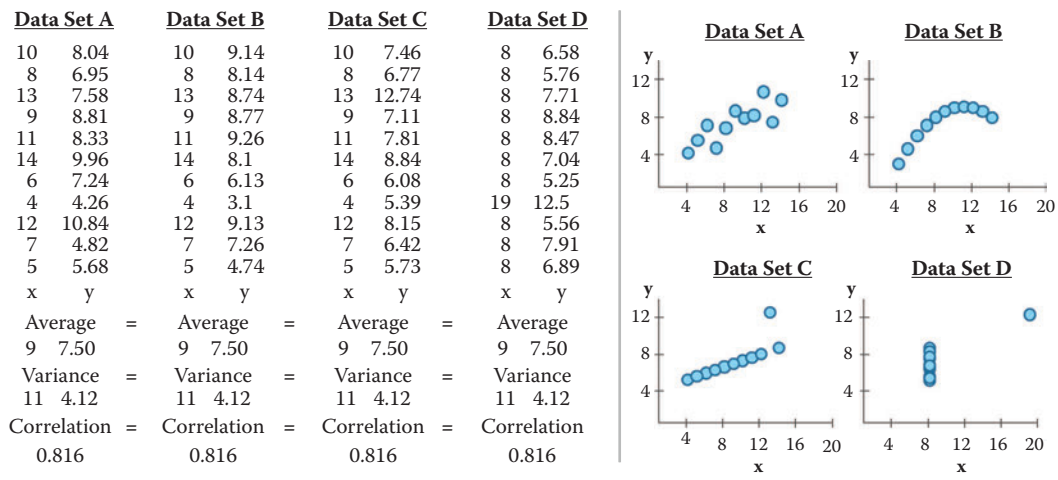 Data Set A Data Set B Data Set C Data Set D
10 8.04 10 9.14 10 7.46 8 6.58
8 6.95 8 8.14 8 6.77 8 5.76
13 7.58 13 8.74 13 12.74 8 7.71
9 8.81 9 8.77 9 7.11 8 8.84
11 8.33 11 9.26 11 7.81 8 8.47
14 9.96 14 8.1 14 8.84 8 7.04
6 7.24 6 6.13 6 6.08 8 5.25
4 4.26 4 3.1 4 5.39 19 12.5
12 10.84 12 9.13 12 8.15 8 5.56
7 4.82 7 7.26 7 6.42 8 7.91
5 5.68 5 4.74 5 5.73 8 6.89
x y x y x y x y
Average = Average = Average = Average
9 7.50 9 7.50 9 7.50 9 7.50
Variance = Variance = Variance = Variance
11 4.12 11 4.12 11 4.12 11 4.12
Correlation = Correlation = Correlation = Correlation
0.816 0.816 0.816 0.816
Data Set A
y
12
8
4
4 8 12 16 20
x
Data Set B
y
12
8
4
4 8 12 16 20
x
Data Set C
y
12
8
4
4 8 12 16 20
x
Data Set D
y
12
8
4
4 8 12 16 20
x